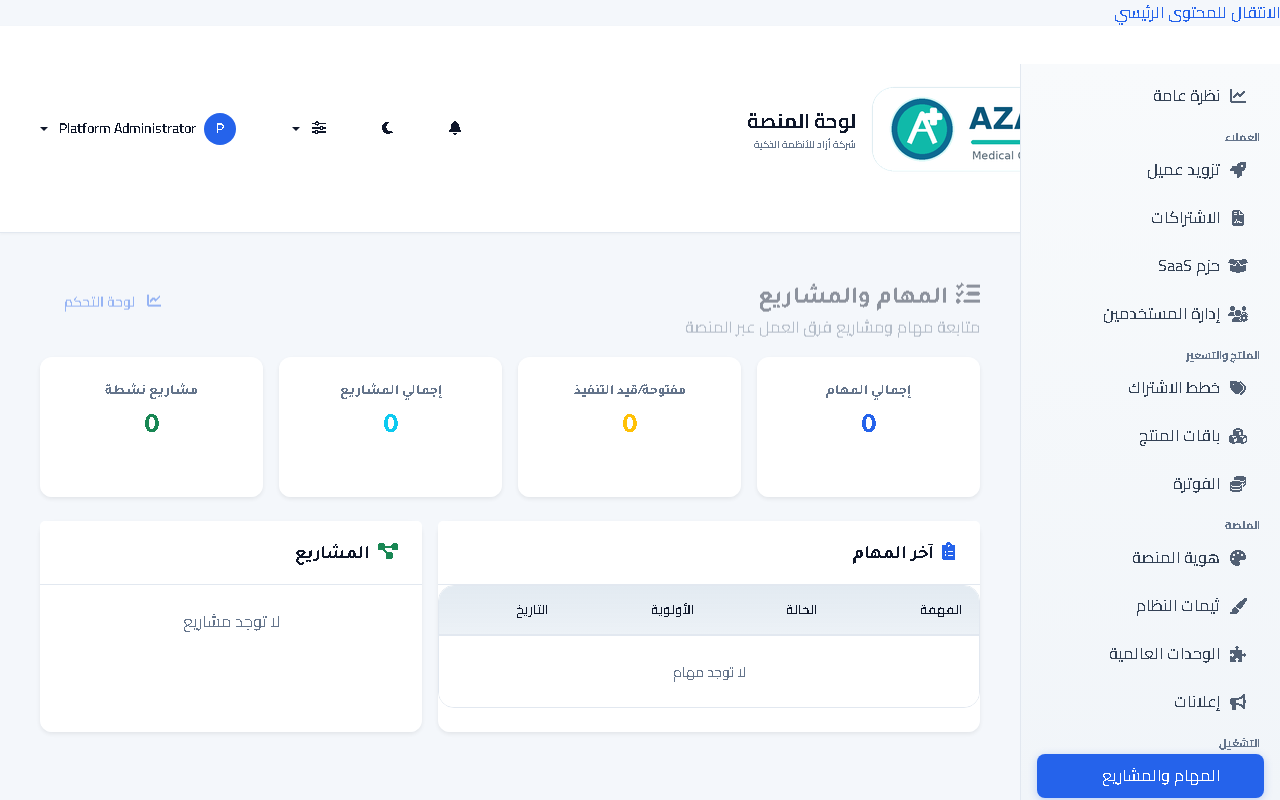 الانتقال للمحتوى الرئيسي
نظرة عامة
العملاء
تزويد عميل
الاشتراكات
حزم SaaS
إدارة المستخدمين
المنتج والتسعير
خطط الاشتراك
باقات المنتج
الفوترة
المنصة
هوية المنصة
ثيمات النظام
الوحدات العالمية
إعلانات
التشغيل
المهام والمشاريع
Medical
لوحة المنصة
شركة أزاد للأنظمة الذكية
P
Platform Administrator
المهام والمشاريع
متابعة مهام ومشاريع فرق العمل عبر المنصة
لوحة التحكم
إجمالي المهام
0
مفتوحة/قيد التنفيذ
0
إجمالي المشاريع
0
مشاريع نشطة
0
آخر المهام
المهمة الحالة الأولوية التاريخ
لا توجد مهام
المشاريع
لا توجد مشاريع